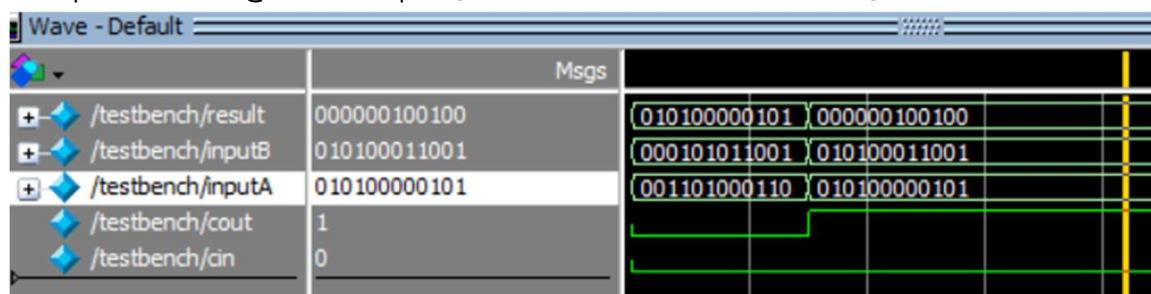 Wave - Default
Msgs
/testbench/result 000000100100 010100000101 000000100100
/testbench/inputB 010100011001 000101011001 010100011001
/testbench/inputA 010100000101 001101000110 010100000101
/testbench/cout 1
/testbench/cin 0